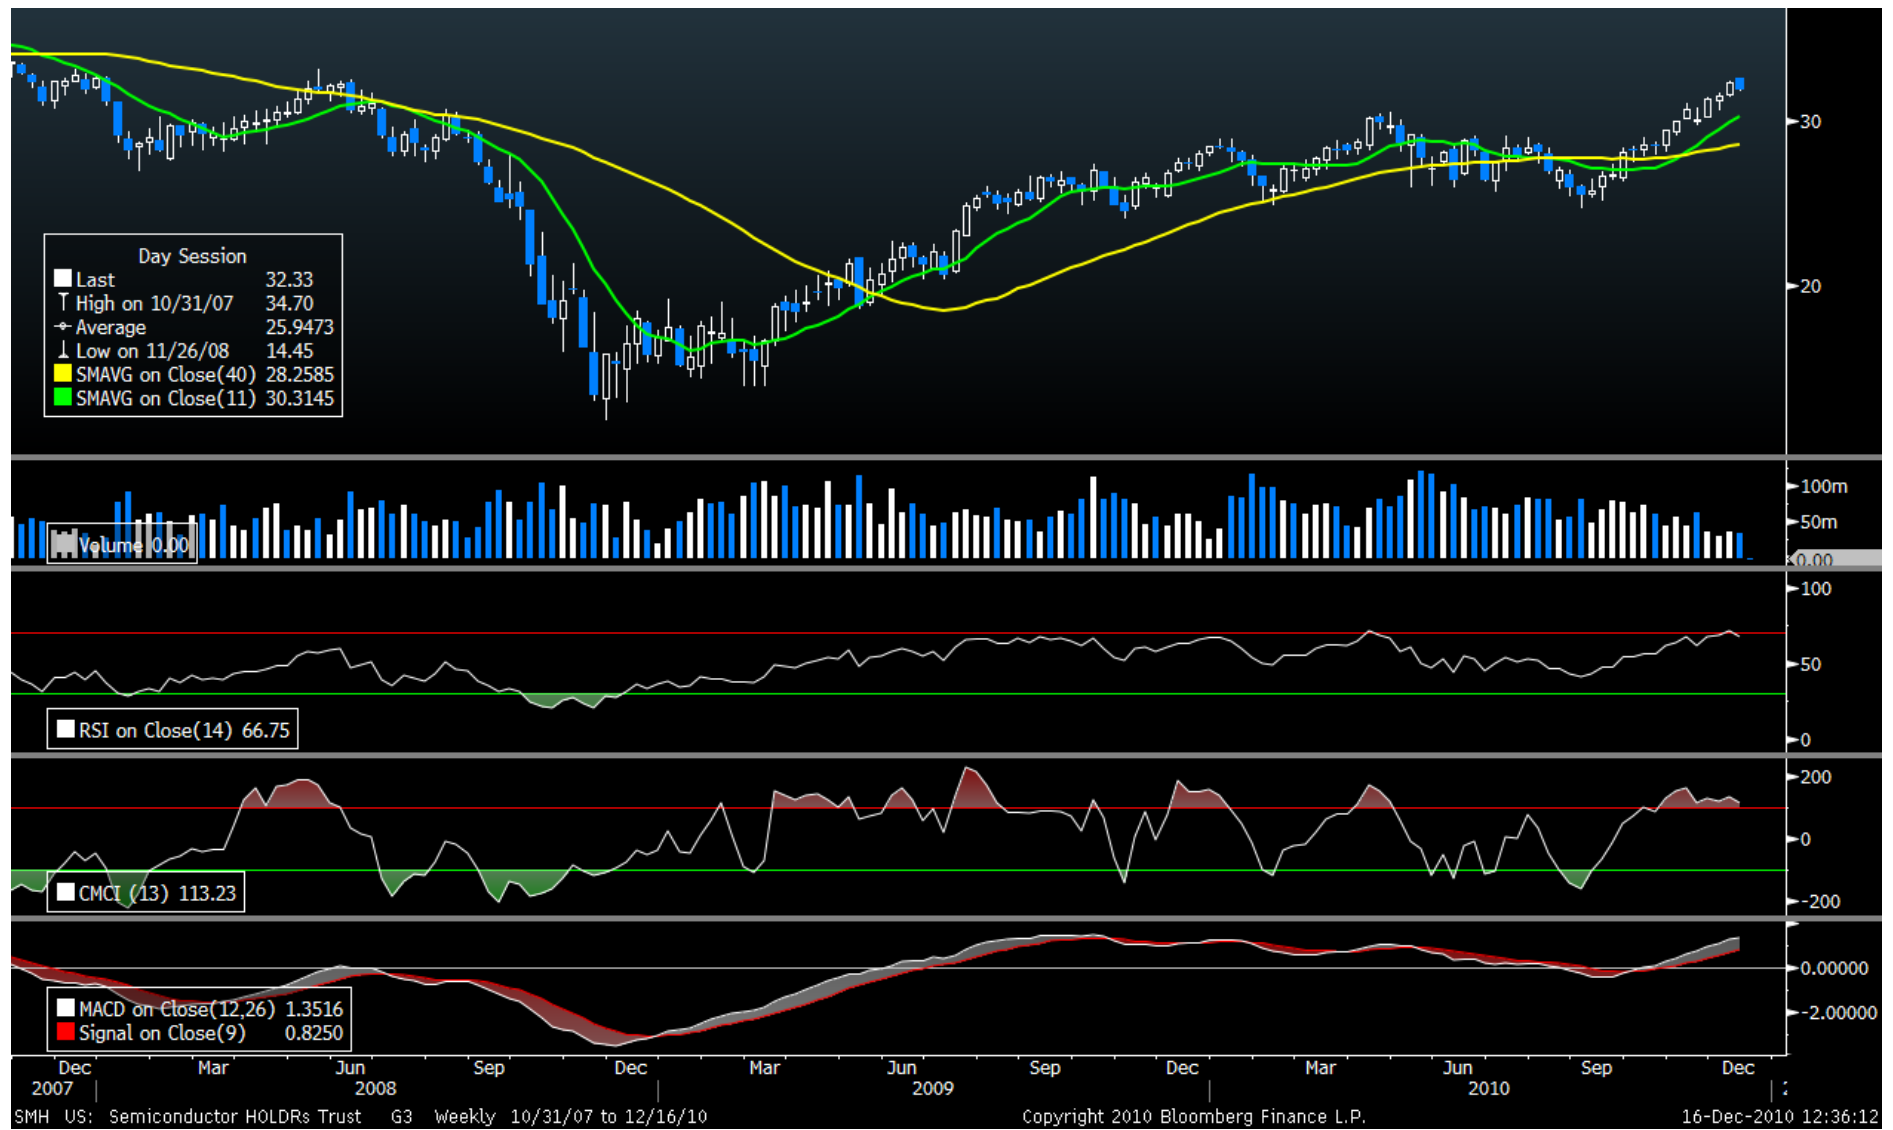 30
20
Day Session
Last 32.33
High on 10/31/07 34.70
Average 25.9473
Low on 11/26/08 14.45
SMAVG on Close(40) 28.2585
SMAVG on Close(11) 30.3145
100m
50m
Volume 0.00
0.00
100
50
0
RSI on Close(14) 66.75
200
0
-200
CMCI (13) 113.23
0.00000
-2.00000
MACD on Close(12,26) 1.3516
Signal on Close(9) 0.8250
Dec Mar Jun Sep Dec Mar Jun Sep Dec Mar Jun Sep Dec
2007 2008 2009 2010
SMH US: Semiconductor HOLDRs Trust G3 Weekly 10/31/07 to 12/16/10 Copyright 2010 Bloomberg Finance L.P. 16-Dec-2010 12:36:12